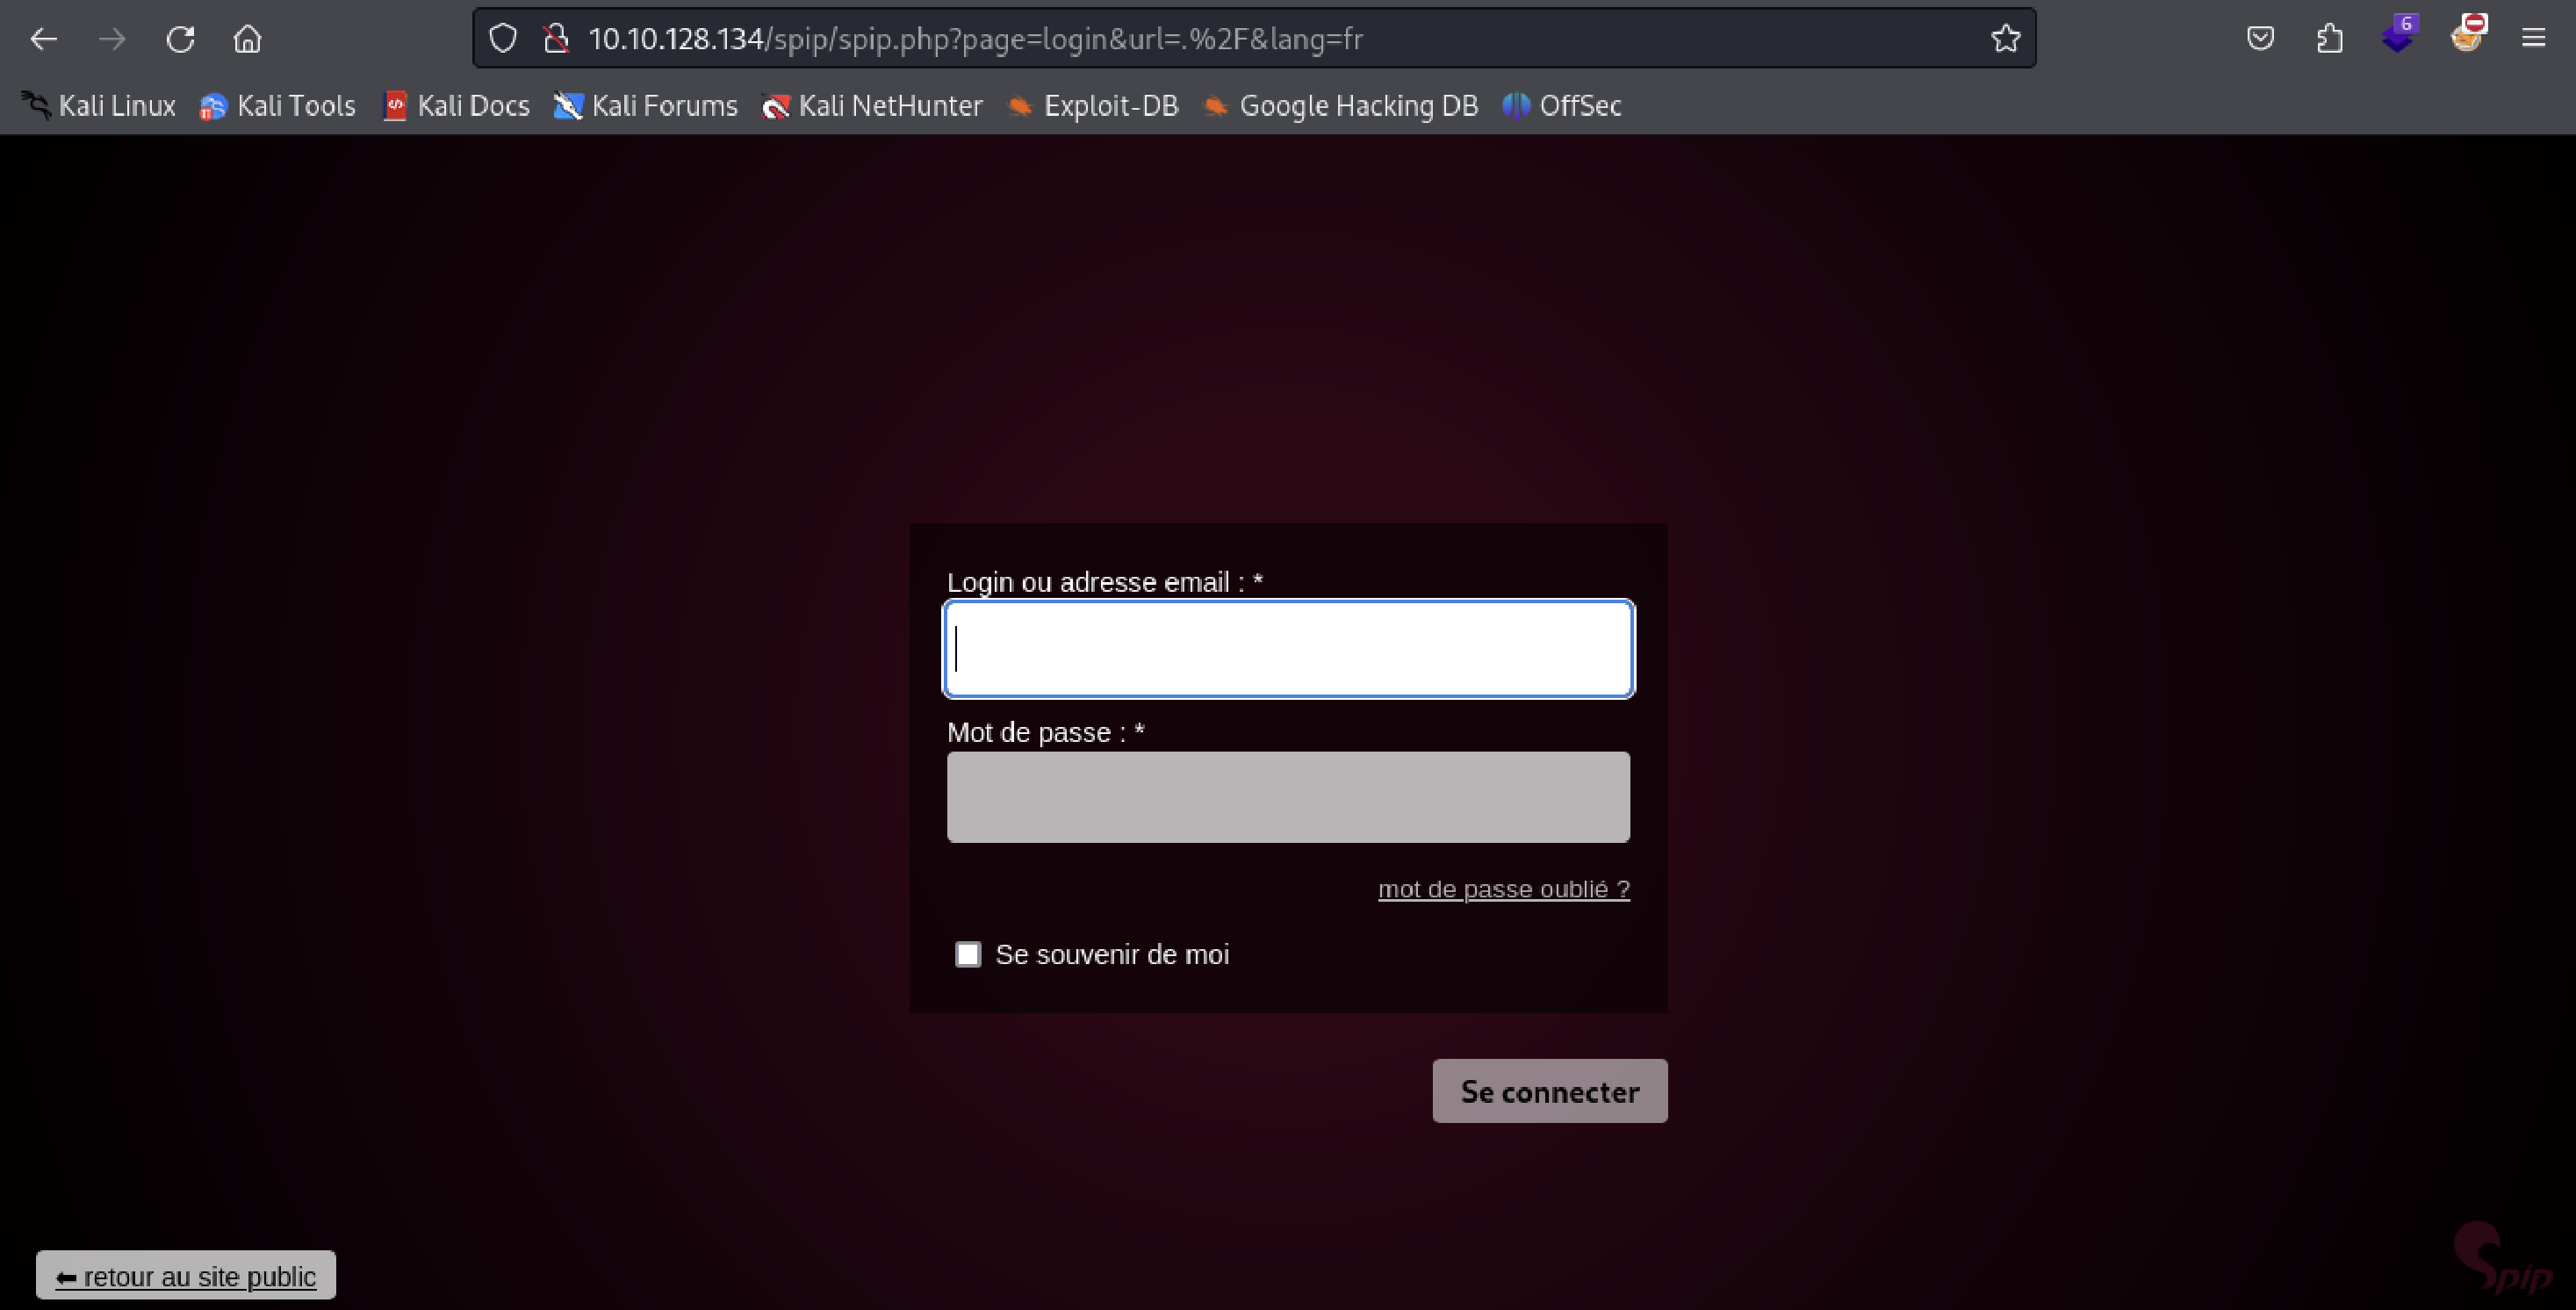 10.10.128.134/spip/spip.php?page=login&url=.%2F&lang=fr
6
Kali Linux Kali Tools Kali Docs Kali Forums Kali NetHunter Exploit-DB Google Hacking DB OffSec
Login ou adresse email : *
Mot de passe : *
mot de passe oublié ?
Se souvenir de moi
Se connecter
⬅ retour au site public
Spip